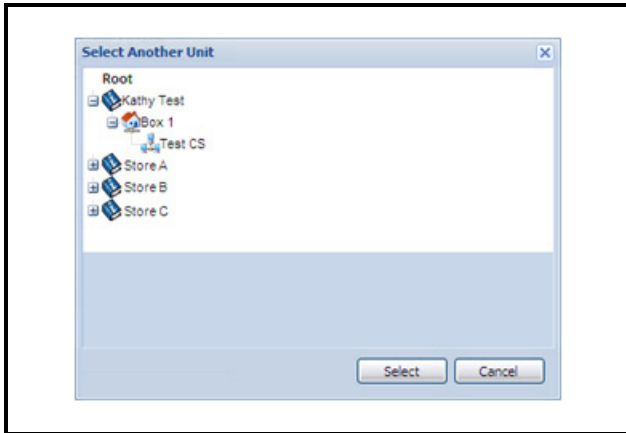 Select Another Unit
Root
Kathy Test
Box 1
Test CS
Store A
Store B
Store C
Select
Cancel